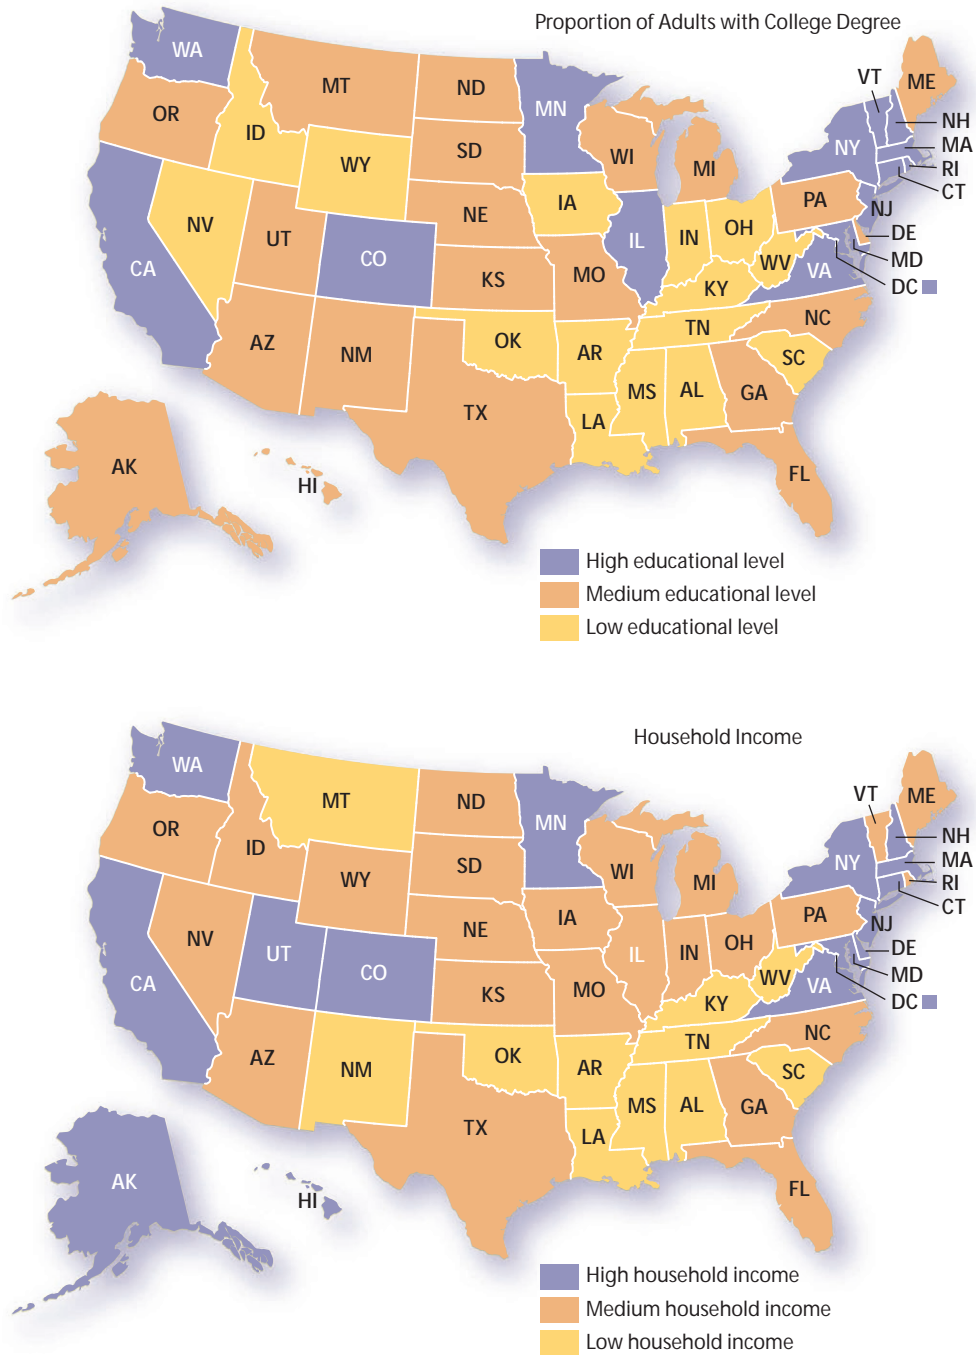 Proportion of Adults with College Degree
WA
MT
ND
MN
VT
ME
OR
ID
SD
WI
MI
NY
NH
MA
RI
CT
WY
IA
NE
PA
NJ
NV
UT
CO
IL
IN
OH
DE
MD
DC
CA
KS
MO
WV
VA
KY
AZ
NM
OK
AR
TN
NC
SC
TX
MS
AL
GA
LA
AK
HI
FL
High educational level
Medium educational level
Low educational level
Household Income
WA
MT
ND
MN
VT
ME
OR
ID
SD
WI
MI
NY
NH
MA
RI
CT
WY
IA
NE
PA
NJ
NV
UT
CO
IL
IN
OH
DE
MD
DC
CA
KS
MO
WV
VA
KY
AZ
NM
OK
AR
TN
NC
SC
TX
MS
AL
GA
LA
AK
HI
FL
High household income
Medium household income
Low household income